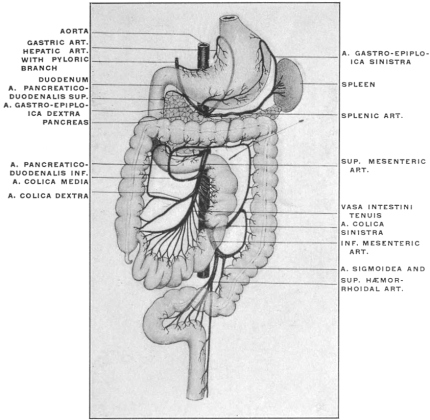 AORTA
GASTRIC ART.
HEPATIC ART.
WITH PYLORIC
BRANCH
DUODENUM
A. PANCREATICO-
DUODENALIS SUP.
A. GASTRO-EPIPLO-
ICA DEXTRA
PANCREAS
A. PANCREATICO-
DUODENALIS INF.
A. COLICA MEDIA
A. COLICA DEXTRA
A. GASTRO-EPIPLO-
ICA SINISTRA
SPLEEN
SPLENIC ART.
SUP. MESENTERIC
ART.
VASA INTESTINI
TENUIS
A. COLICA
SINISTRA
INF. MESENTERIC
ART.
A. SIGMOIDEA AND
SUP. HÆMOR-
RHOIDAL ART.